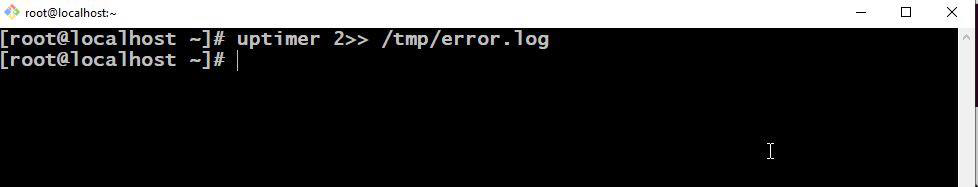 root@localhost:~
[root@localhost ~]# uptimer 2>> /tmp/error.log
[root@localhost ~]#